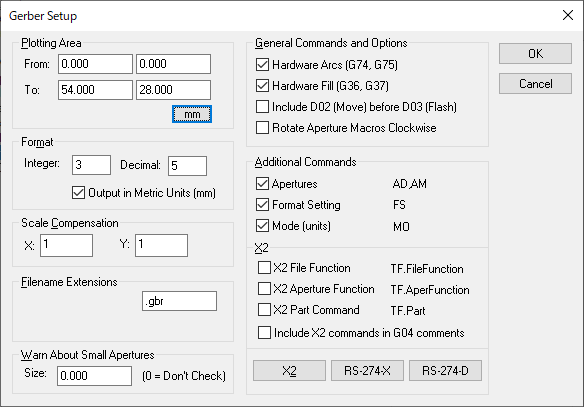 Gerber Setup
Plotting Area
From: 0.000 0.000
To: 54.000 28.000
mm
Format
Integer: 3 Decimal: 5
Output in Metric Units (mm)
Scale Compensation
X: 1 Y: 1
Filename Extensions
.gbr
Warn About Small Apertures
Size: 0.000 (0 = Don't Check)
General Commands and Options
Hardware Arcs (G74, G75)
Hardware Fill (G36, G37)
Include D02 (Move) before D03 (Flash)
Rotate Aperture Macros Clockwise
Additional Commands
Apertures AD,AM
Format Setting FS
Mode (units) MO
X2
X2 File Function TF.FileFunction
X2 Aperture Function TF.AperFunction
X2 Part Command TF.Part
Include X2 commands in G04 comments
X2 RS-274-X RS-274-D
OK
Cancel